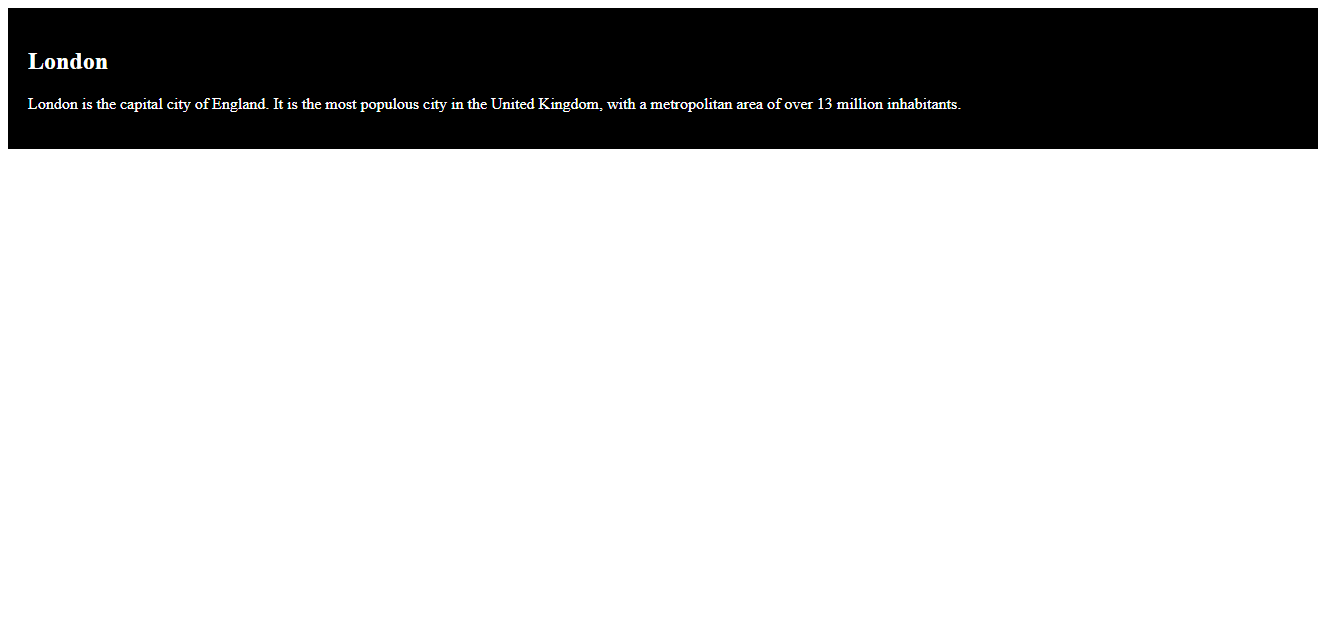 London
London is the capital city of England. It is the most populous city in the United Kingdom, with a metropolitan area of over 13 million inhabitants.